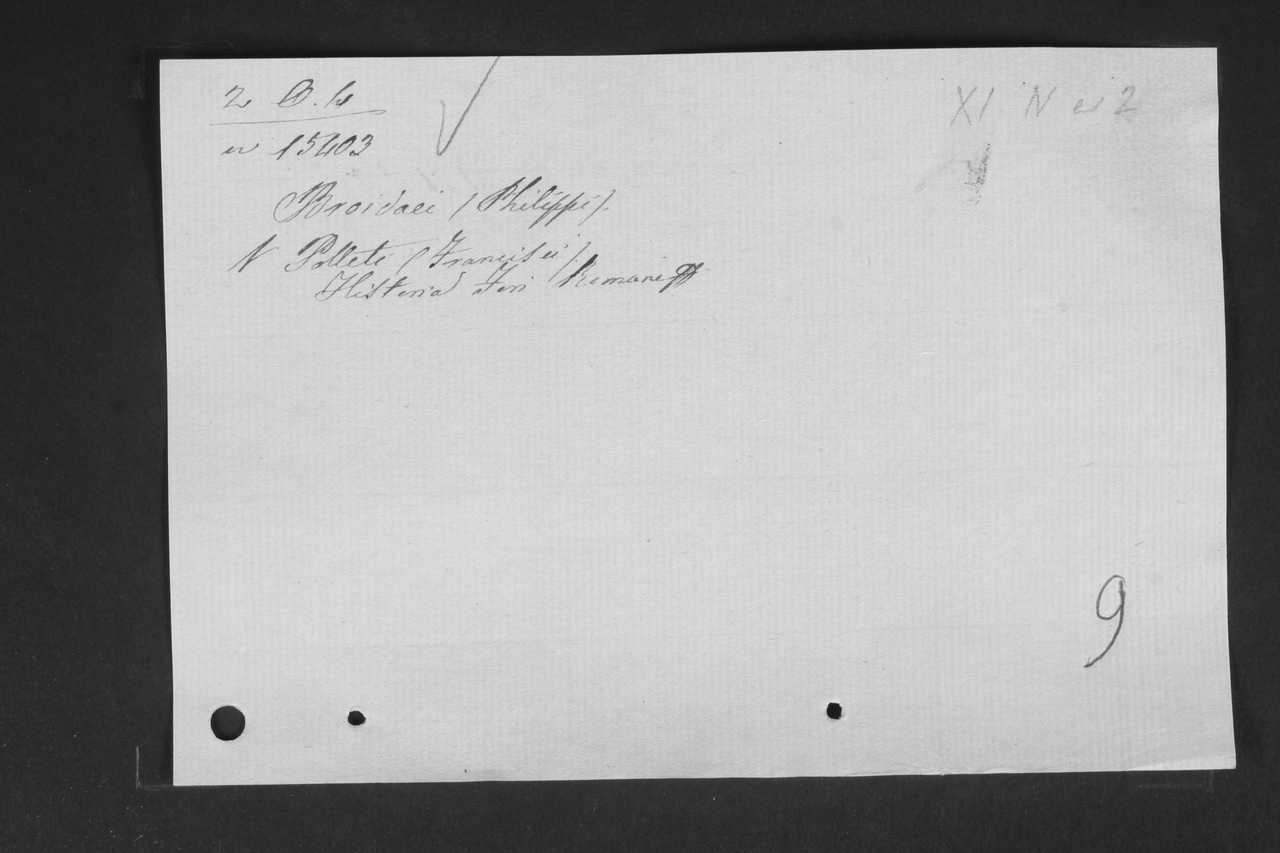 2 O. 4
n 15403
XI N a 2
Broidaei (Philippi).
V Polleti (Francisci).
Historia Fori Romani
9